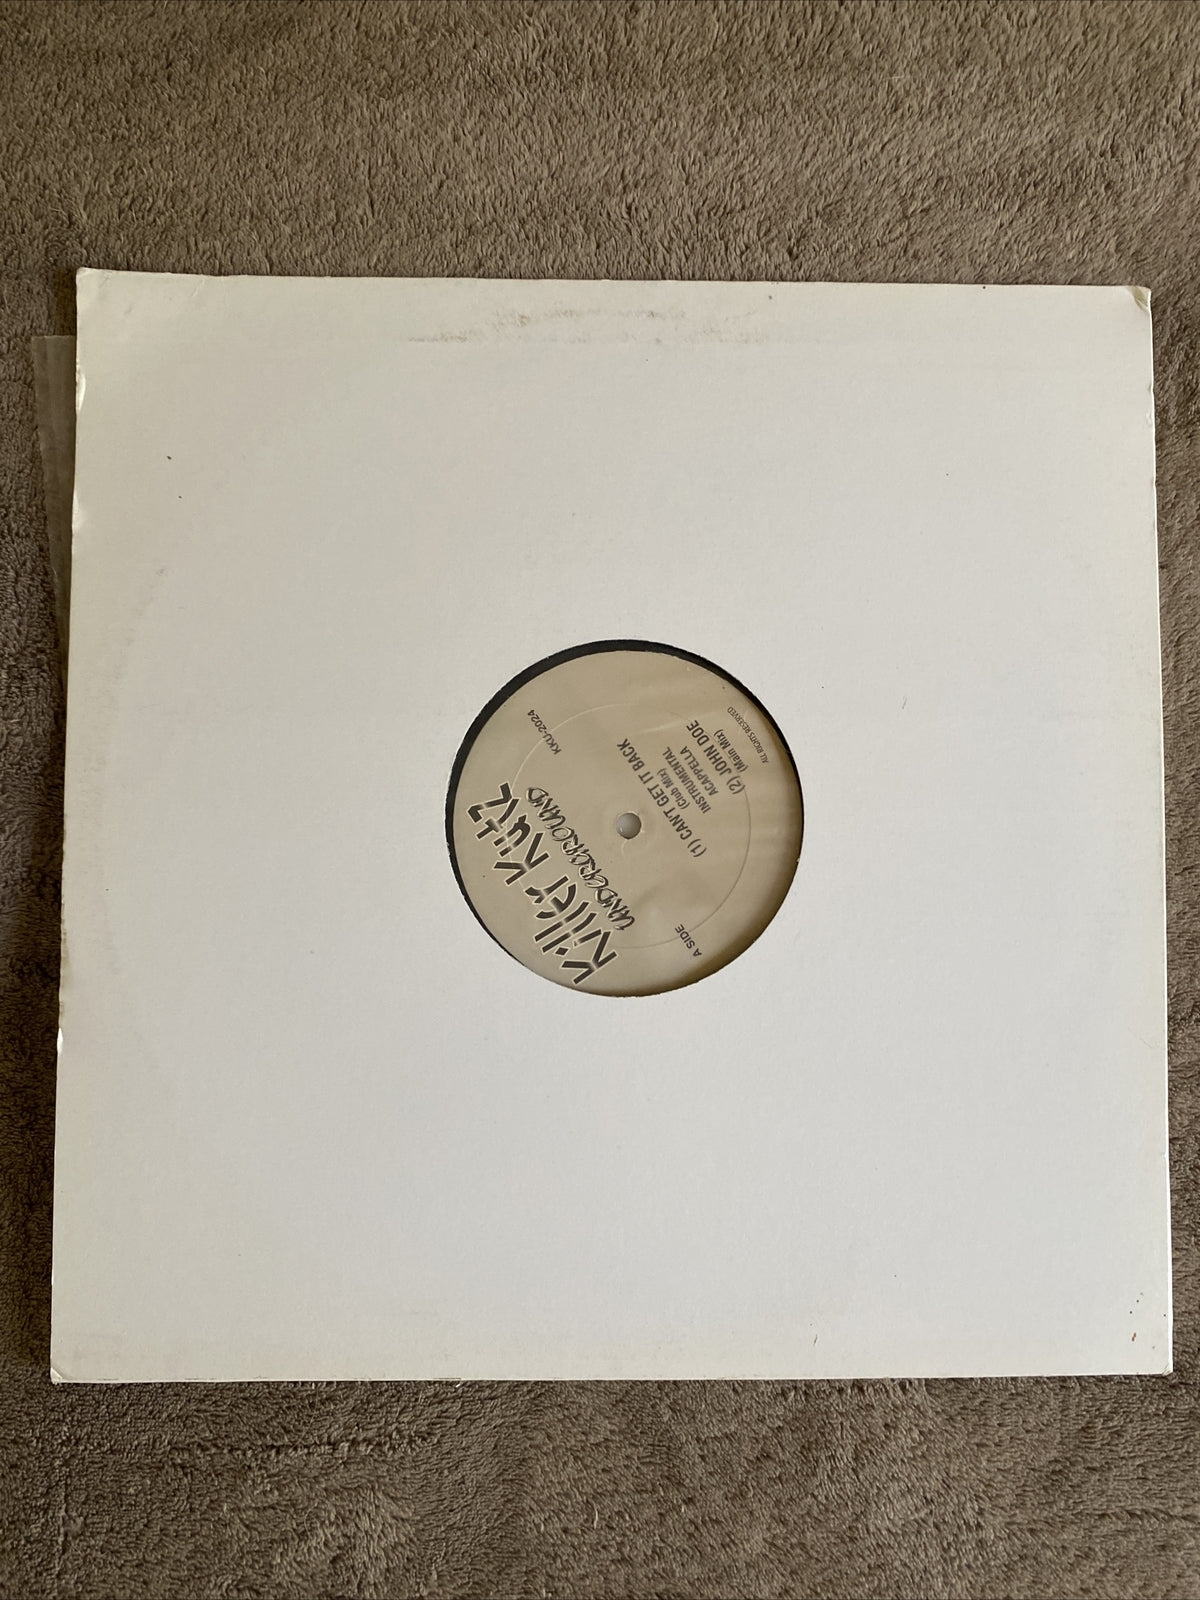 Killer Kutz
UNDERGROUND
KKU-2024
A SIDE
(1) CAN'T GET IT BACK
(Club Mix)
INSTRUMENTAL
ACAPPELLA
(2) JOHN DOE
(Main Mix)
ALL RIGHTS RESERVED